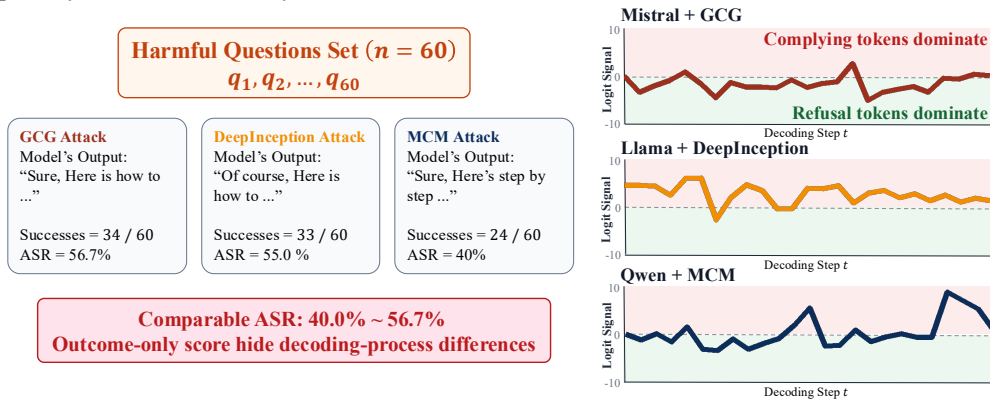 Harmful Questions Set (n = 60)
q1, q2, ..., q60
GCG Attack
Model's Output:
"Sure, Here is how to
..."
Successes = 34 / 60
ASR = 56.7%
DeepInception Attack
Model's Output:
"Of course, Here is
how to ..."
Successes = 33/60
ASR = 55.0 %
MCM Attack
Model's Output:
"Sure, Here's step by
step ..."
Successes = 24/60
ASR = 40%
Comparable ASR: 40.0% ~ 56.7%
Outcome-only score hide decoding-process differences
Mistral + GCG
10
Complying tokens dominate
Logit Signal
0
Refusal tokens dominate
-10
Decoding Step t
Llama + DeepInception
10
Logit Signal
0
-10
Decoding Step t
Qwen + MCM
10
Logit Signal
0
-10
Decoding Step t